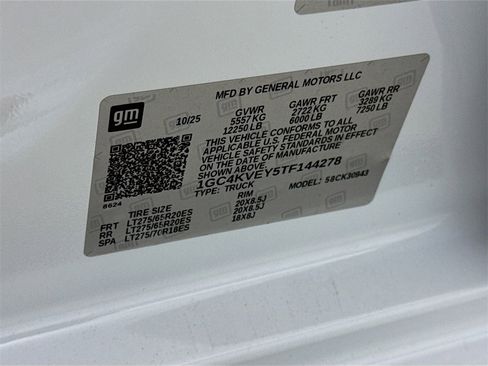 MFD BY GENERAL MOTORS LLC
gm
10/25
GVWR GAWR FRT GAWR RR
5557 KG 2722 KG 3289 KG
12250 LB 6000 LB 7250 LB
THIS VEHICLE CONFORMS TO ALL
APPLICABLE U.S. FEDERAL MOTOR
VEHICLE SAFETY STANDARDS IN
EFFECT ON THE DATE OF MANUFACTURE
SHOWN ABOVE.
1GC4KVEY5TF144278
TYPE: TRUCK MODEL: 58CK30943
8624
TIRE SIZE RIM
FRT LT275/65R20ES 20X8.5J
RR LT275/65R20ES 20X8.5J
SPA LT275/70R18ES 18X8J